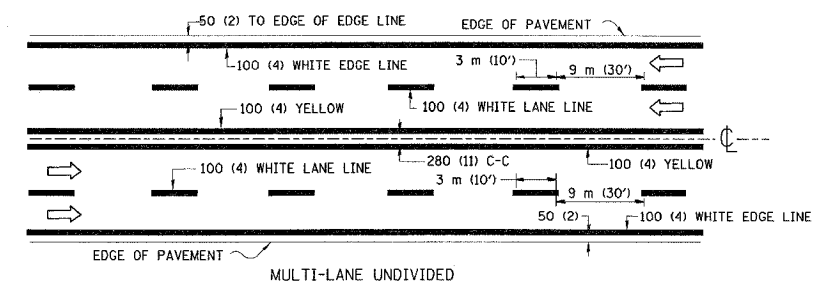 50 (2) TO EDGE OF EDGE LINE
EDGE OF PAVEMENT
100 (4) WHITE EDGE LINE
3 m (10')
9 m (30')
100 (4) YELLOW
100 (4) WHITE LANE LINE
℄
100 (4) WHITE LANE LINE
280 (11) C-C
100 (4) YELLOW
3 m (10')
9 m (30')
50 (2)
100 (4) WHITE EDGE LINE
EDGE OF PAVEMENT
MULTI-LANE UNDIVIDED